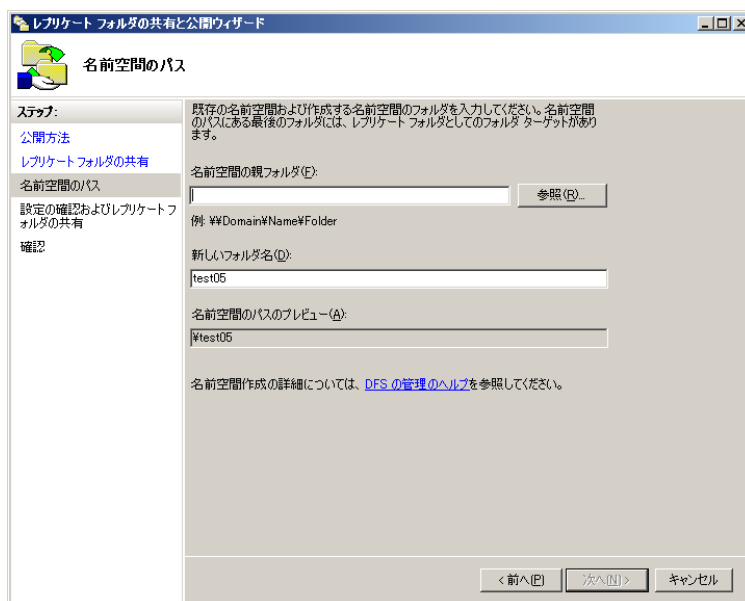 レプリケート フォルダの共有と公開ウィザード
名前空間のパス
ステップ:
公開方法
レプリケート フォルダの共有
名前空間のパス
設定の確認およびレプリケート フ
ォルダの共有
確認
既存の名前空間および作成する名前空間のフォルダを入力してください。名前空間
のパスにある最後のフォルダには、レプリケート フォルダとしてのフォルダ ターゲットがあり
ます。
名前空間の親フォルダ(F):
参照(R)...
例: ¥¥Domain¥Name¥Folder
新しいフォルダ名(D):
test05
名前空間のパスのプレビュー(A):
¥test05
名前空間作成の詳細については、DFS の管理のヘルプを参照してください。
< 前へ(P)
次へ(N) >
キャンセル